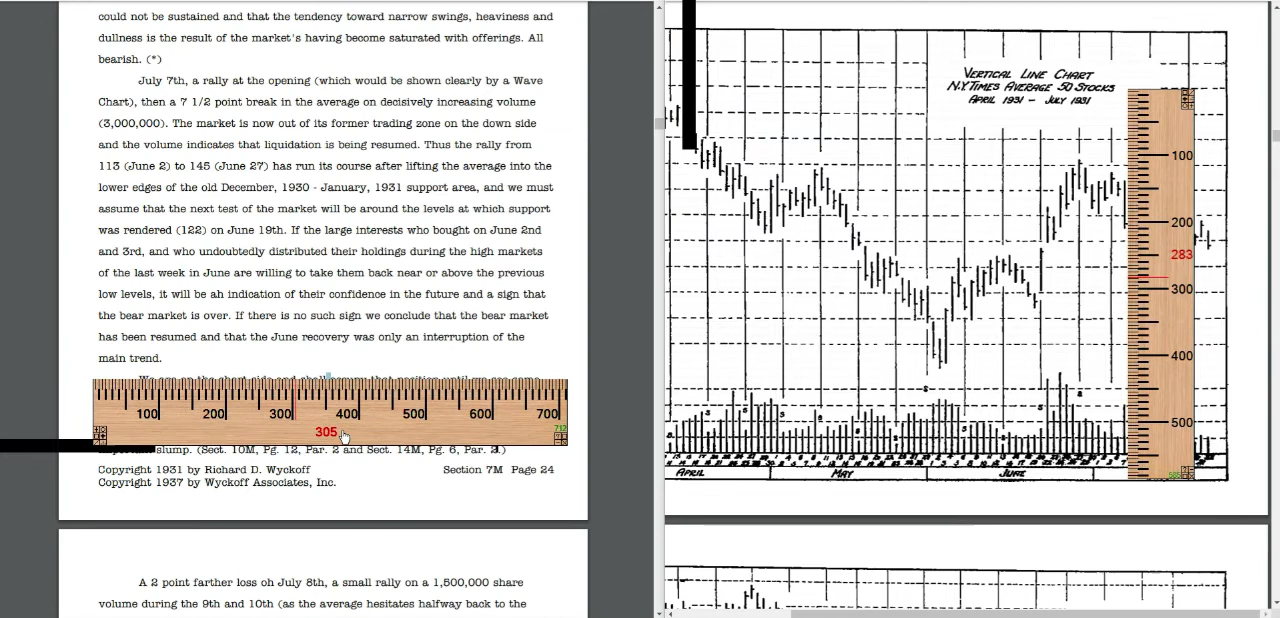 could not be sustained and that the tendency toward narrow swings, heaviness and
dullness is the result of the market's having become saturated with offerings. All
bearish. (*)
July 7th, a rally at the opening (which would be shown clearly by a Wave
Chart), then a 7 1/2 point break in the average on decisively increasing volume
(3,000,000). The market is now out of its former trading zone on the down side
and the volume indicates that liquidation is being resumed. Thus the rally from
113 (June 2) to 145 (June 27) has run its course after lifting the average into the
lower edges of the old December, 1930 - January, 1931 support area, and we must
assume that the next test of the market will be around the levels at which support
was rendered (122) on June 19th. If the large interests who bought on June 2nd
and 3rd, and who undoubtedly distributed their holdings during the high markets
of the last week in June are willing to take them back near or above the previous
low levels, it will be ah indication of their confidence in the future and a sign that
the bear market is over. If there is no such sign we conclude that the bear market
has been resumed and that the June recovery was only an interruption of the
main trend.
100 200 300 400 500 600 700
305
712
slump. (Sect. 10M, Pg. 12, Par. 2 and Sect. 14M, Pg. 6, Par. 2.)
Copyright 1931 by Richard D. Wyckoff
Section 7M Page 24
Copyright 1937 by Wyckoff Associates, Inc.
A 2 point farther loss oh July 8th, a small rally on a 1,500,000 share
volume during the 9th and 10th (as the average hesitates halfway back to the
VERTICAL LINE CHART
N.Y. TIMES AVERAGE 50 STOCKS
APRIL 1931 - JULY 1931
100
200
283
300
400
500
APRIL MAY JUNE